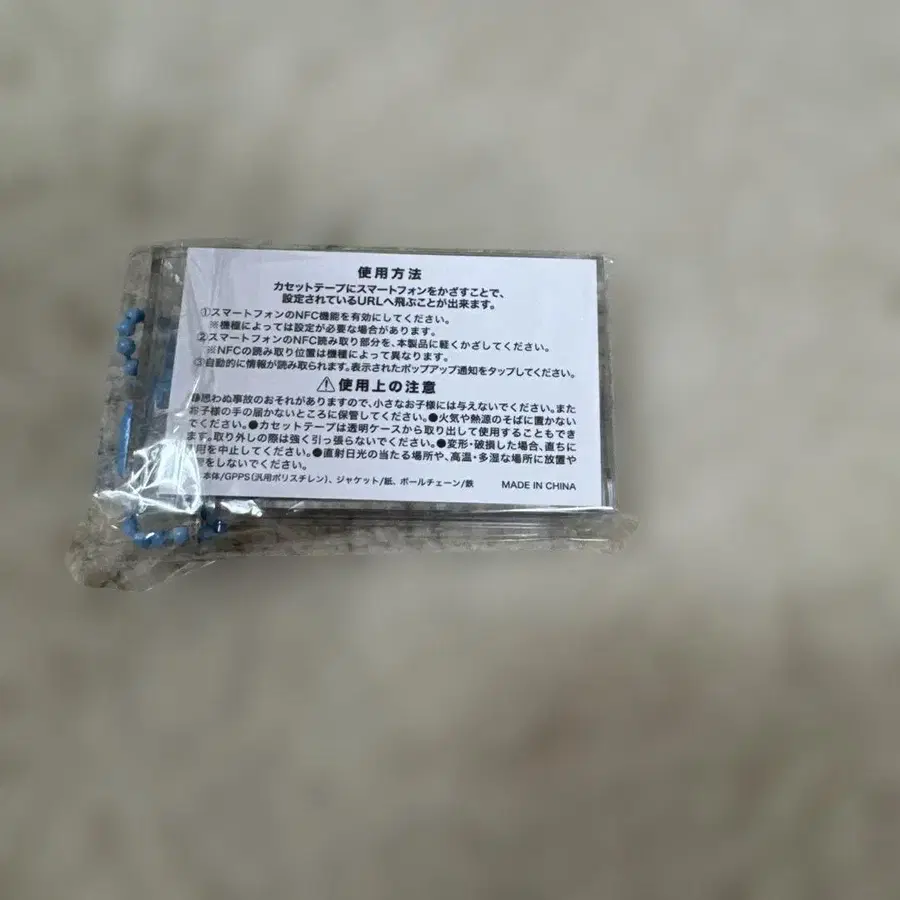 使用方法
カセットテープにスマートフォンをかざすことで、
設定されているURLへ飛ぶことが出来ます。
①スマートフォンのNFC機能を有効にしてください。
※機種によっては設定が必要な場合があります。
②スマートフォンのNFC読み取り部分を、本製品に軽くかざしてください。
※NFCの読み取り位置は機種によって異なります。
③自動的に情報が読み取られます。表示されたポップアップ通知をタップしてください。
⚠使用上の注意
●思わぬ事故のおそれがありますので、小さなお子様には与えないでください。また
お子様の手の届かないところに保管してください。●火気や熱源のそばに置かない
でください。●カセットテープは透明ケースから取り出して使用することもでき
ます。取り外しの際は強く引っ張らないでください。●変形・破損した場合、直ちに
使用を中止してください。●直射日光の当たる場所や、高温・多湿な場所に放置や
をしないでください。
本体/GPPS(汎用ポリスチレン)、ジャケット/紙、ボールチェーン/鉄 MADE IN CHINA